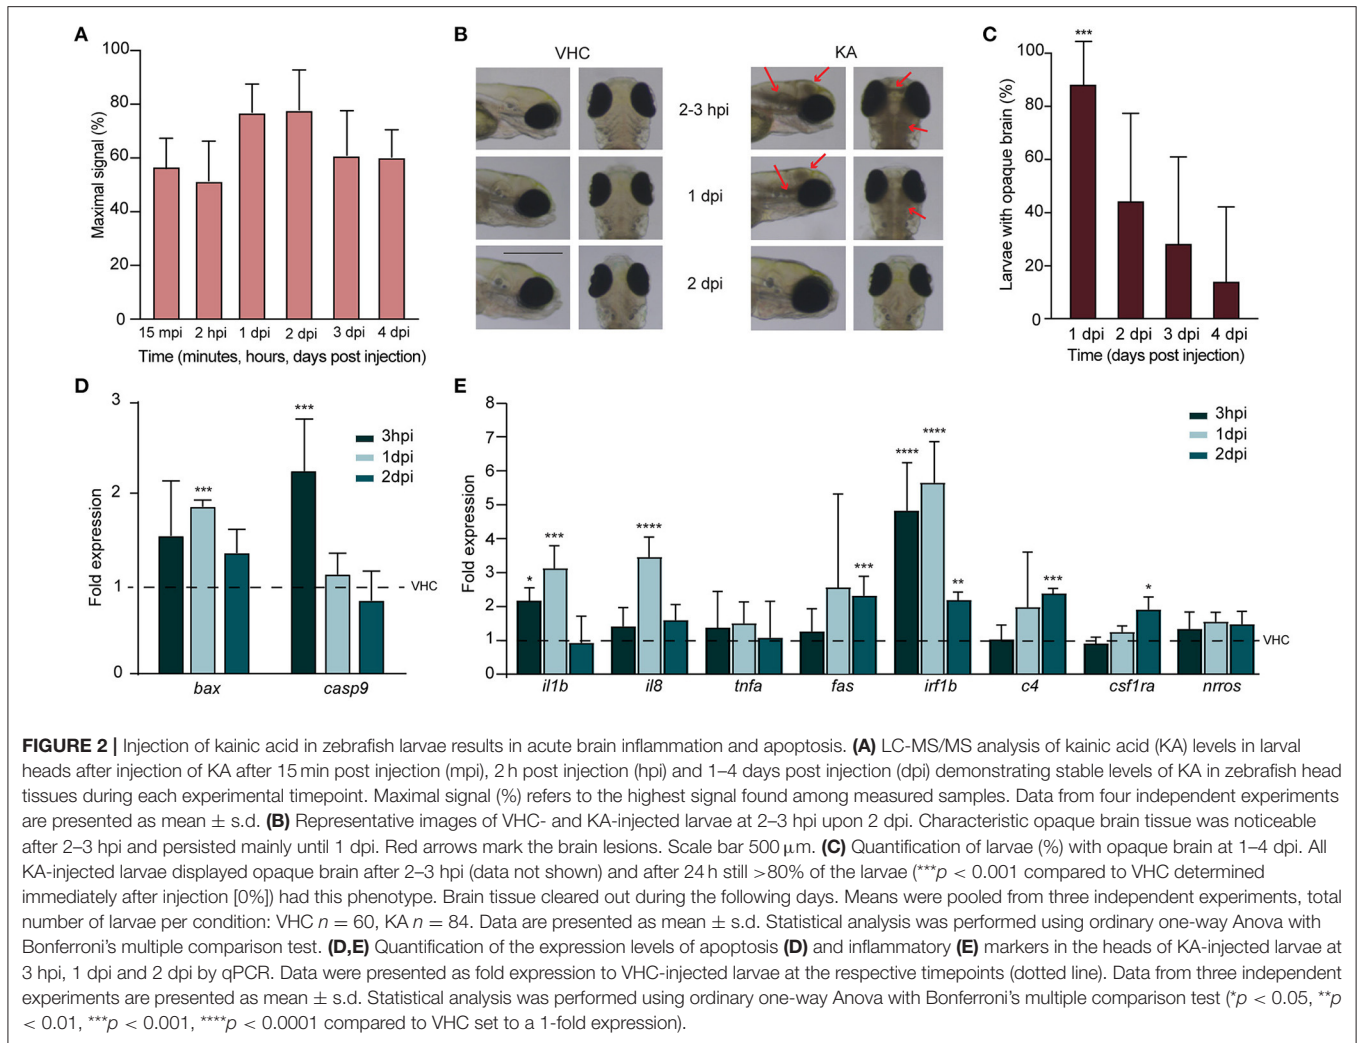 A
100
80
60
40
20
0
Maximal signal (%)
15 mpi 2 hpi 1 dpi 2 dpi 3 dpi 4 dpi
Time (minutes, hours, days post injection)
B
VHC KA
2-3 hpi
1 dpi
2 dpi
C
***
100
80
60
40
20
0
Larvae with opaque brain (%)
1 dpi 2 dpi 3 dpi 4 dpi
Time (days post injection)
D
3
2
1
0
Fold expression
***
***
3hpi
1dpi
2dpi
VHC
bax casp9
E
8
7
6
5
4
3
2
1
0
Fold expression
* *** **** *** **** **** ** *** *
3hpi
1dpi
2dpi
VHC
il1b il8 tnfa fas irf1b c4 csf1ra nrros
FIGURE 2 | Injection of kainic acid in zebrafish larvae results in acute brain inflammation and apoptosis. (A) LC-MS/MS analysis of kainic acid (KA) levels in larval
heads after injection of KA after 15 min post injection (mpi), 2 h post injection (hpi) and 1–4 days post injection (dpi) demonstrating stable levels of KA in zebrafish head
tissues during each experimental timepoint. Maximal signal (%) refers to the highest signal found among measured samples. Data from four independent experiments
are presented as mean ± s.d. (B) Representative images of VHC- and KA-injected larvae at 2–3 hpi upon 2 dpi. Characteristic opaque brain tissue was noticeable
after 2–3 hpi and persisted mainly until 1 dpi. Red arrows mark the brain lesions. Scale bar 500 μm. (C) Quantification of larvae (%) with opaque brain at 1–4 dpi. All
KA-injected larvae displayed opaque brain after 2–3 hpi (data not shown) and after 24 h still >80% of the larvae (***p < 0.001 compared to VHC determined
immediately after injection [0%]) had this phenotype. Brain tissue cleared out during the following days. Means were pooled from three independent experiments, total
number of larvae per condition: VHC n = 60, KA n = 84. Data are presented as mean ± s.d. Statistical analysis was performed using ordinary one-way Anova with
Bonferroni's multiple comparison test. (D,E) Quantification of the expression levels of apoptosis (D) and inflammatory (E) markers in the heads of KA-injected larvae at
3 hpi, 1 dpi and 2 dpi by qPCR. Data were presented as fold expression to VHC-injected larvae at the respective timepoints (dotted line). Data from three independent
experiments are presented as mean ± s.d. Statistical analysis was performed using ordinary one-way Anova with Bonferroni's multiple comparison test (*p < 0.05, **p
< 0.01, ***p < 0.001, ****p < 0.0001 compared to VHC set to a 1-fold expression).